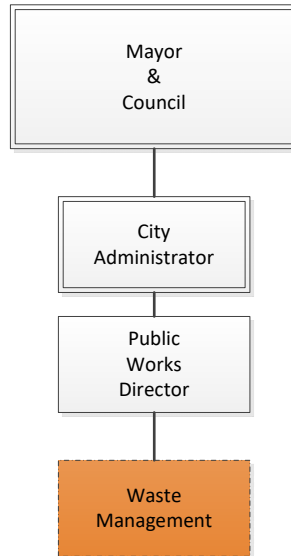 Mayor
&
Council
City
Administrator
Public
Works
Director
Waste
Management